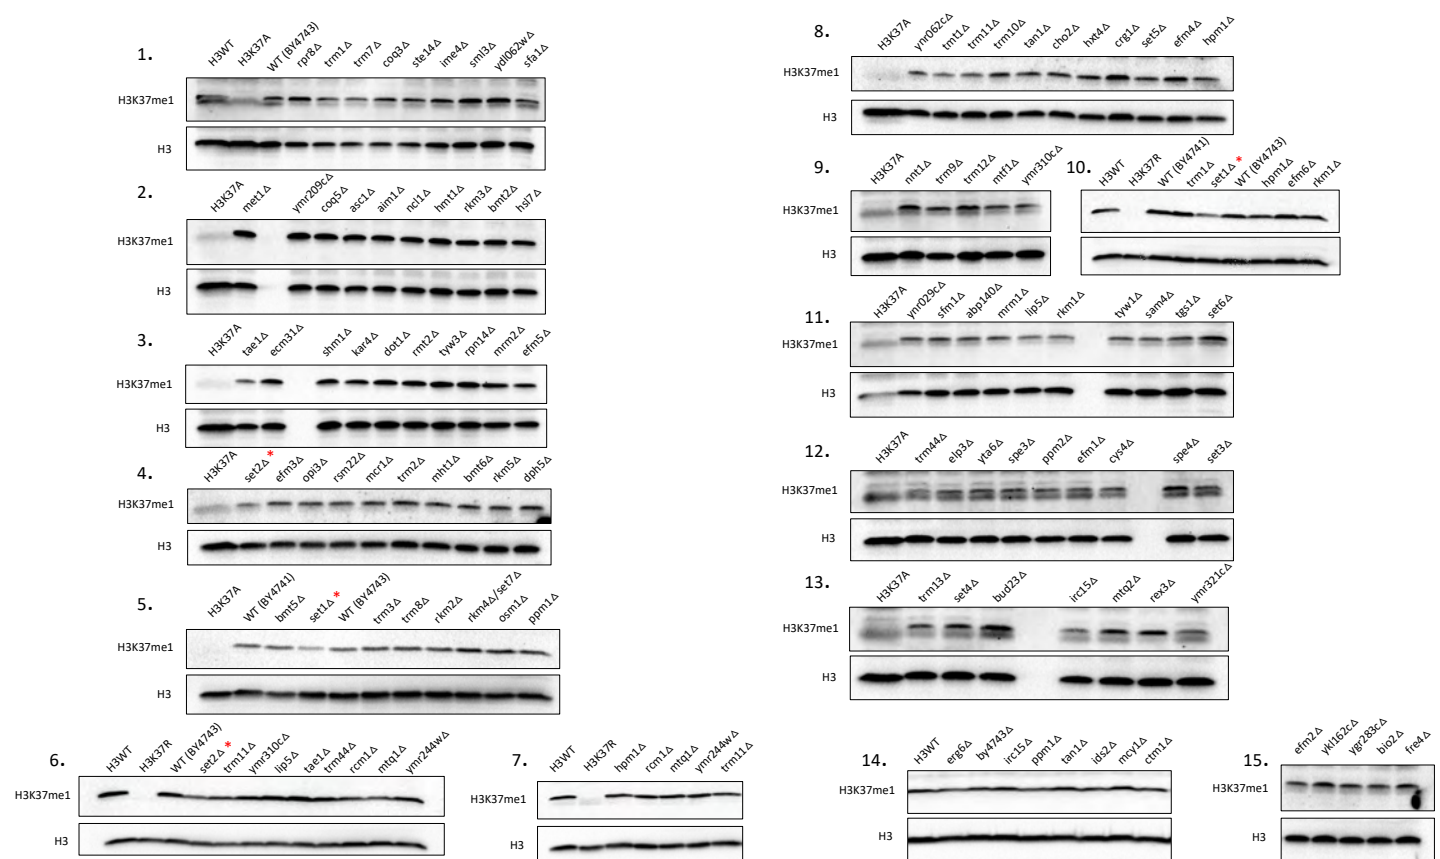 1.
H3WT H3K37A WT (BY4743) rpr8Δ trm1Δ trm7Δ coq3Δ ste14Δ ime4Δ sml3Δ ydl062wΔ sfa1Δ
H3K37me1
H3
2.
H3K37A met1Δ ymr209cΔ coq5Δ asc1Δ aim1Δ ncl1Δ hmt1Δ rkm3Δ bmt2Δ hsl7Δ
H3K37me1
H3
3.
H3K37A tae1Δ ecm31Δ shm1Δ kar4Δ dot1Δ rmt2Δ tyw3Δ rpn14Δ mrm2Δ efm5Δ
H3K37me1
H3
4.
H3K37A set2Δ* efm3Δ opi3Δ rsm22Δ mcr1Δ trm2Δ mht1Δ bmt6Δ rkm5Δ dph5Δ
H3K37me1
H3
5.
H3K37A WT (BY4741) bmt5Δ set1Δ* WT (BY4743) trm3Δ trm8Δ rkm2Δ rkm4Δ/set7Δ osm1Δ ppm1Δ
H3K37me1
H3
6.
H3WT H3K37R WT (BY4743) set2Δ* trm11Δ ymr310cΔ lip5Δ tae1Δ trm44Δ rcm1Δ mtq1Δ ymr244wΔ
H3K37me1
H3
7.
H3WT H3K37R hpm1Δ rcm1Δ mtq1Δ ymr244wΔ trm11Δ
H3K37me1
H3
8.
H3K37A ynr062cΔ tmt1Δ trm11Δ trm10Δ tan1Δ cho2Δ hxt4Δ crg1Δ set5Δ efm4Δ hpm1Δ
H3K37me1
H3
9.
H3K37A nnt1Δ trm9Δ trm12Δ mtf1Δ ymr310cΔ
H3K37me1
H3
10.
H3WT H3K37R WT (BY4741) trm1Δ set1Δ* WT (BY4743) hpm1Δ efm6Δ rkm1Δ
11.
H3K37A ynr029cΔ sfm1Δ abp140Δ mrm1Δ lip5Δ rkm1Δ tyw1Δ sam4Δ tgs1Δ set6Δ
H3K37me1
H3
12.
H3K37A trm44Δ elp3Δ yta6Δ spe3Δ ppm2Δ efm1Δ cys4Δ spe4Δ set3Δ
H3K37me1
H3
13.
H3K37A trm13Δ set4Δ bud23Δ irc15Δ mtq2Δ rex3Δ ymr321cΔ
H3K37me1
H3
14.
H3WT erg6Δ by4743Δ irc15Δ ppm1Δ tan1Δ ids2Δ mcy1Δ ctm1Δ
H3K37me1
H3
15.
efm2Δ ykl162cΔ ygr283cΔ bio2Δ fre4Δ
H3K37me1
H3